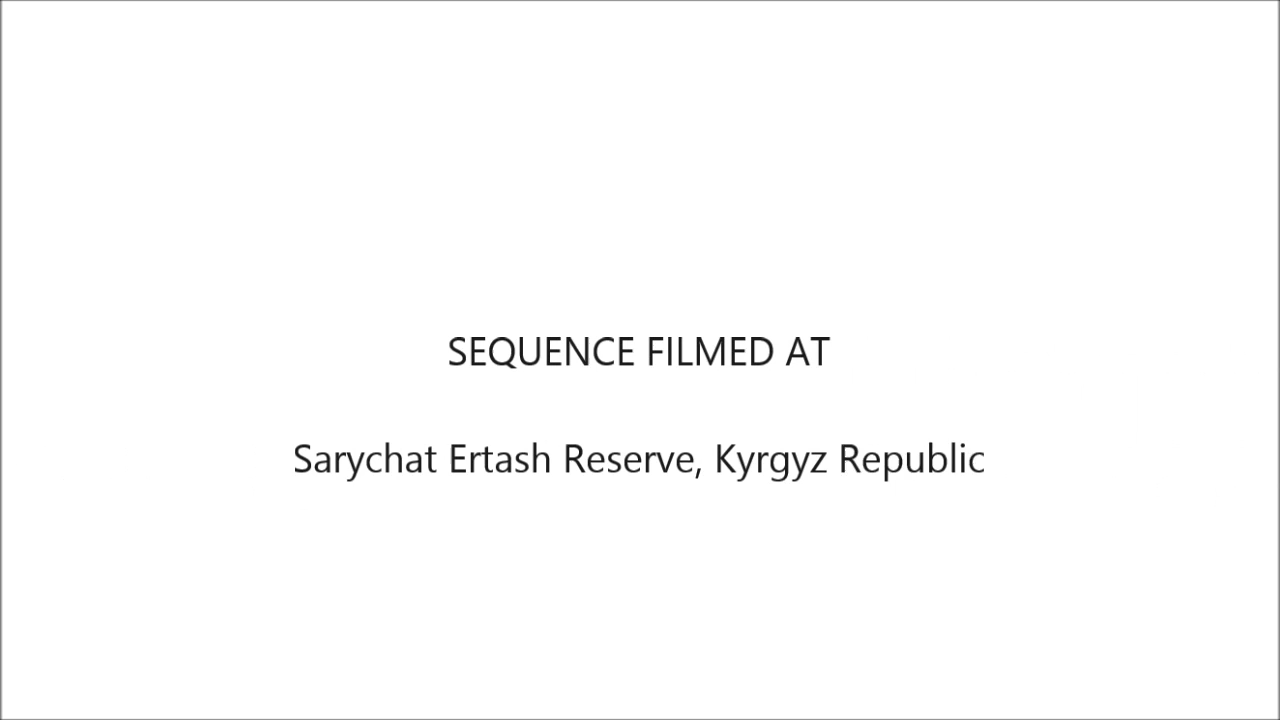 SEQUENCE FILMED AT
Sarychat Ertash Reserve, Kyrgyz Republic